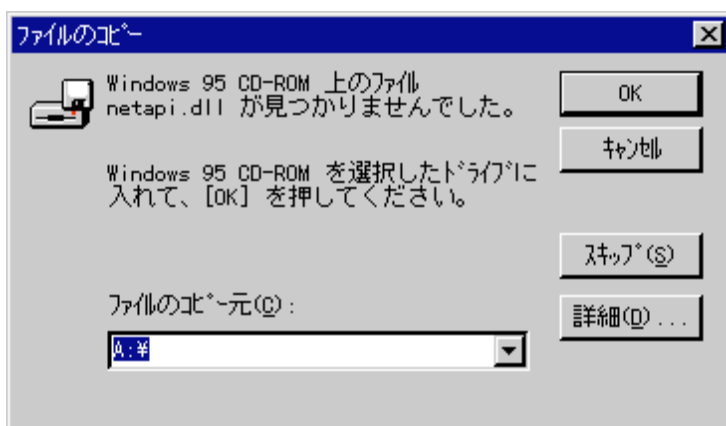 ファイルのコピー
Windows 95 CD-ROM 上のファイル
netapi.dll が見つかりませんでした。
Windows 95 CD-ROM を選択したドライブに
入れて、[OK] を押してください。
ファイルのコピー元(C):
A:¥
OK
キャンセル
スキップ(S)
詳細(D)...